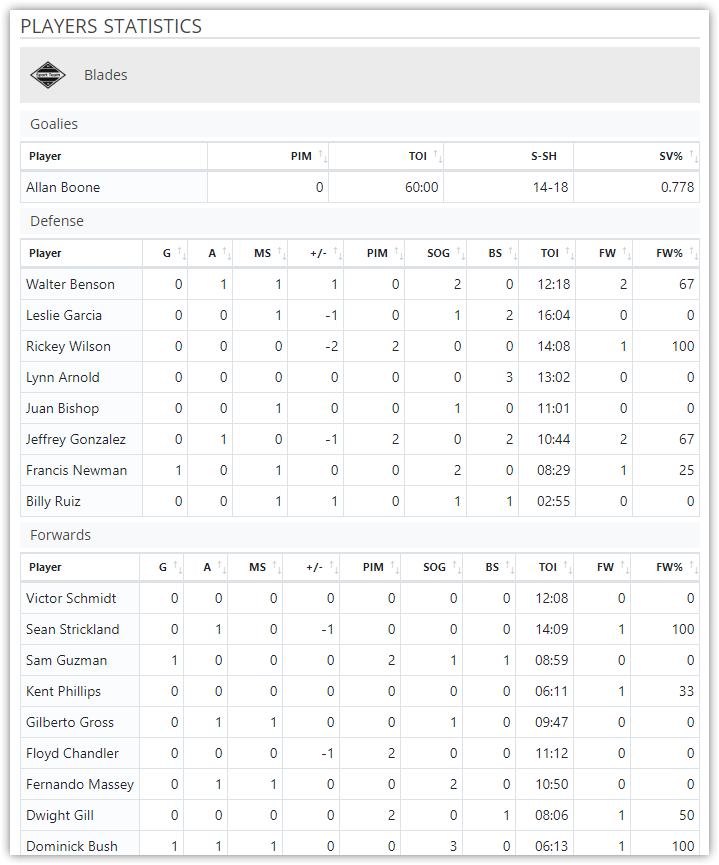 PLAYERS STATISTICS
Sport Team
Blades
Goalies
Player PIM TOI S-SH SV%
Allan Boone 0 60:00 14-18 0.778
Defense
Player G A MS +/- PIM SOG BS TOI FW FW%
Walter Benson 0 1 1 1 0 2 0 12:18 2 67
Leslie Garcia 0 0 1 -1 0 1 2 16:04 0 0
Rickey Wilson 0 0 0 -2 2 0 0 14:08 1 100
Lynn Arnold 0 0 0 0 0 0 3 13:02 0 0
Juan Bishop 0 0 1 0 0 1 0 11:01 0 0
Jeffrey Gonzalez 0 1 0 -1 2 0 2 10:44 2 67
Francis Newman 1 0 1 0 0 2 0 08:29 1 25
Billy Ruiz 0 0 1 1 0 1 1 02:55 0 0
Forwards
Player G A MS +/- PIM SOG BS TOI FW FW%
Victor Schmidt 0 0 0 0 0 0 0 12:08 0 0
Sean Strickland 0 1 0 -1 0 0 0 14:09 1 100
Sam Guzman 1 0 0 0 2 1 1 08:59 0 0
Kent Phillips 0 0 0 0 0 0 0 06:11 1 33
Gilberto Gross 0 1 1 0 0 1 0 09:47 0 0
Floyd Chandler 0 0 0 -1 2 0 0 11:12 0 0
Fernando Massey 0 1 1 0 0 2 0 10:50 0 0
Dwight Gill 0 0 0 0 2 0 1 08:06 1 50
Dominick Bush 1 1 1 0 0 3 0 06:13 1 100